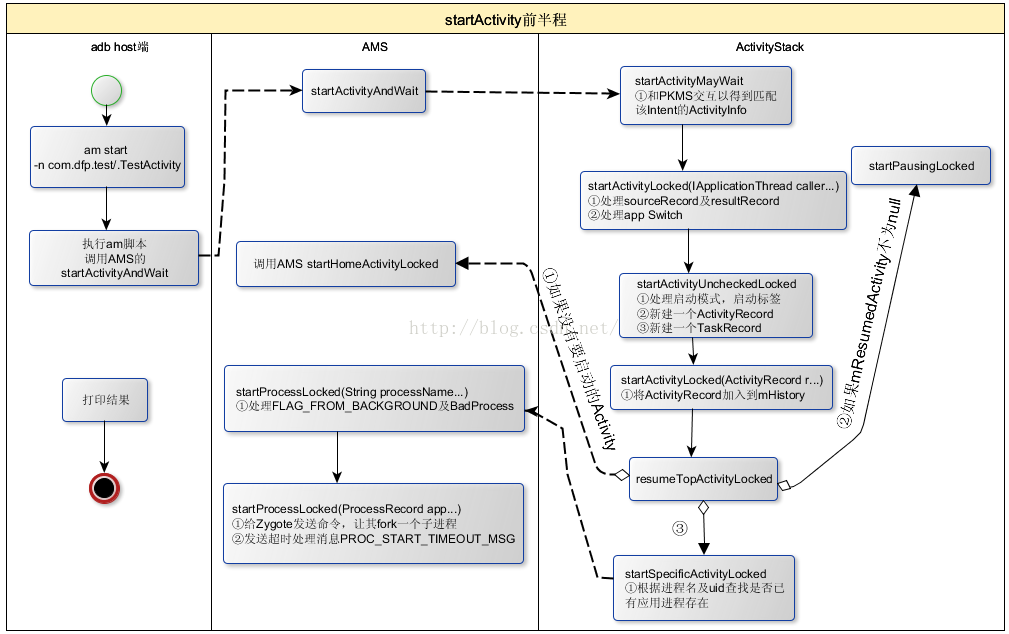 startActivity前半程
adb host端
am start
-n com.dfp.test/.TestActivity
执行am脚本
调用AMS的
startActivityAndWait
打印结果
AMS
startActivityAndWait
调用AMS startHomeActivityLocked
startProcessLocked(String processName...)
①处理FLAG_FROM_BACKGROUND及BadProcess
startProcessLocked(ProcessRecord app...)
①给Zygote发送命令，让其fork一个子进程
②发送超时处理消息PROC_START_TIMEOUT_MSG
ActivityStack
startActivityMayWait
①和PKMS交互以得到匹配
该Intent的ActivityInfo
startActivityLocked(IApplicationThread caller...)
①处理sourceRecord及resultRecord
②处理app Switch
startPausingLocked
startActivityUncheckedLocked
①处理启动模式，启动标签
②新建一个ActivityRecord
③新建一个TaskRecord
startActivityLocked(ActivityRecord r...)
①将ActivityRecord加入到mHistory
resumeTopActivityLocked
①如果没有要启动的Activity
②如果mResumedActivity不为null
③
startSpecificActivityLocked
①根据进程名及uid查找是否已
有应用进程存在
http://blog.csdn.net/